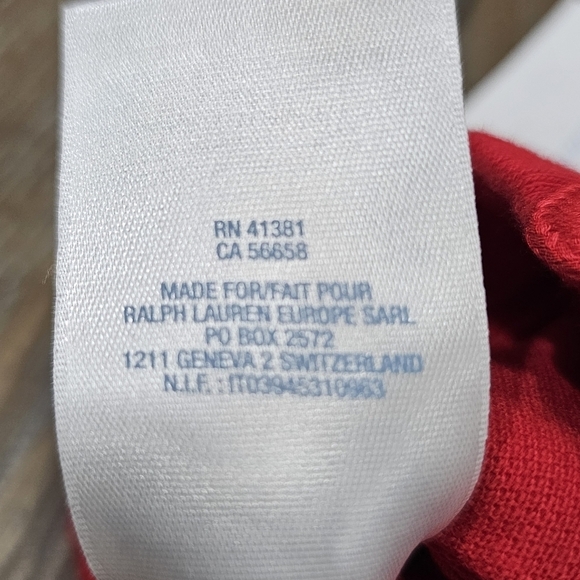 RN 41381
CA 56658
MADE FOR/FAIT POUR
RALPH LAUREN EUROPE SARL
PO BOX 2572
1211 GENEVA 2 SWITZERLAND
N.I.F. : IT03945310963